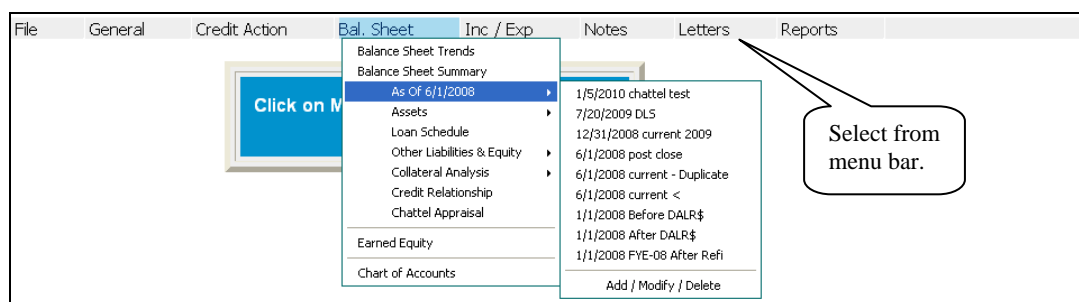 File General Credit Action Bal. Sheet Inc / Exp Notes Letters Reports
Click on M
Balance Sheet Trends
Balance Sheet Summary
As Of 6/1/2008
Assets
Loan Schedule
Other Liabilities & Equity
Collateral Analysis
Credit Relationship
Chattel Appraisal
Earned Equity
Chart of Accounts
1/5/2010 chattel test
7/20/2009 DLS
12/31/2008 current 2009
6/1/2008 post close
6/1/2008 current - Duplicate
6/1/2008 current <
1/1/2008 Before DALR$
1/1/2008 After DALR$
1/1/2008 FYE-08 After Refi
Add / Modify / Delete
Select from
menu bar.